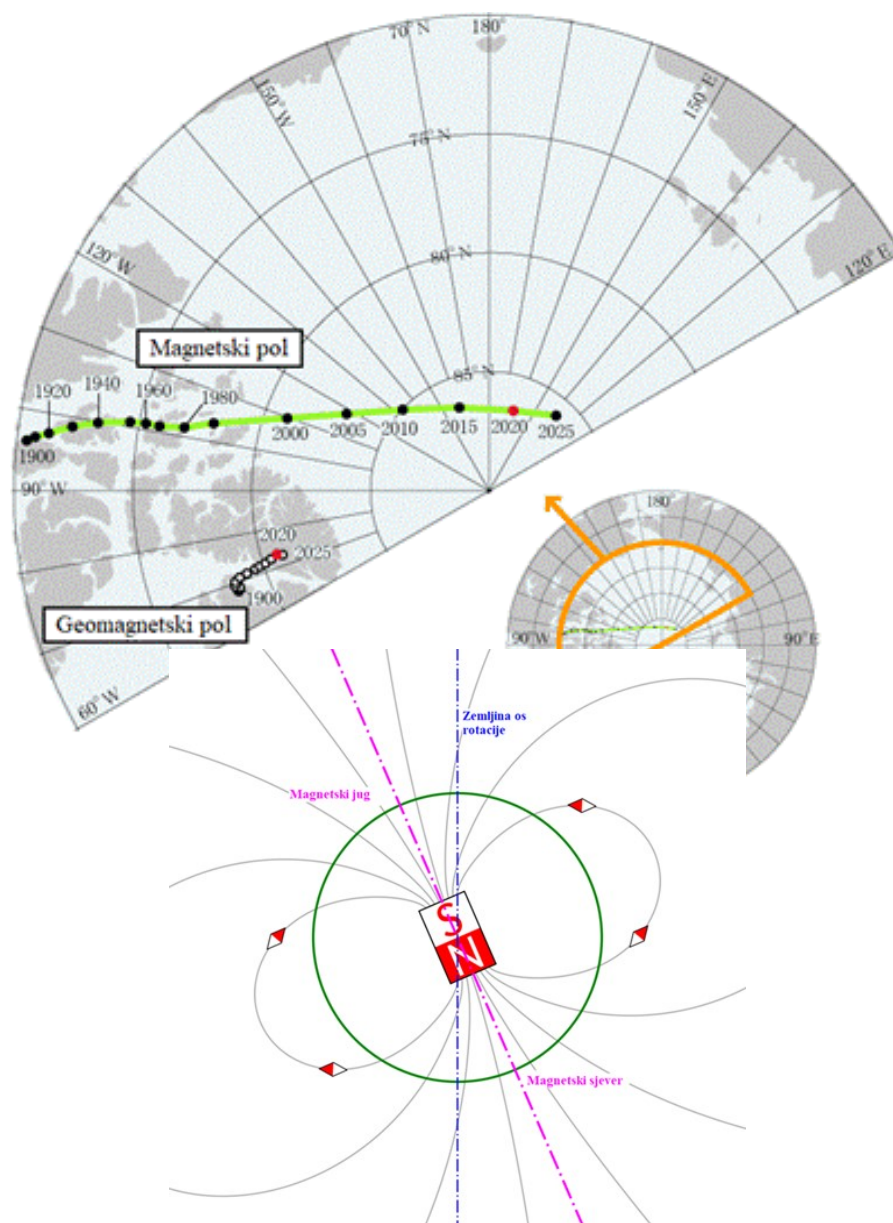 70° N
180°
150° W
150° E
75° N
120° W
80° N
120° E
Magnetski pol
85° N
1920
1940
1960
1980
1900
2000
2005
2010
2015
2020
2025
90° W
2020
2025
1900
Geomagnetski pol
60° W
180°
90° W
90° E
Zemljina os
rotacije
Magnetski jug
S
N
Magnetski sjever